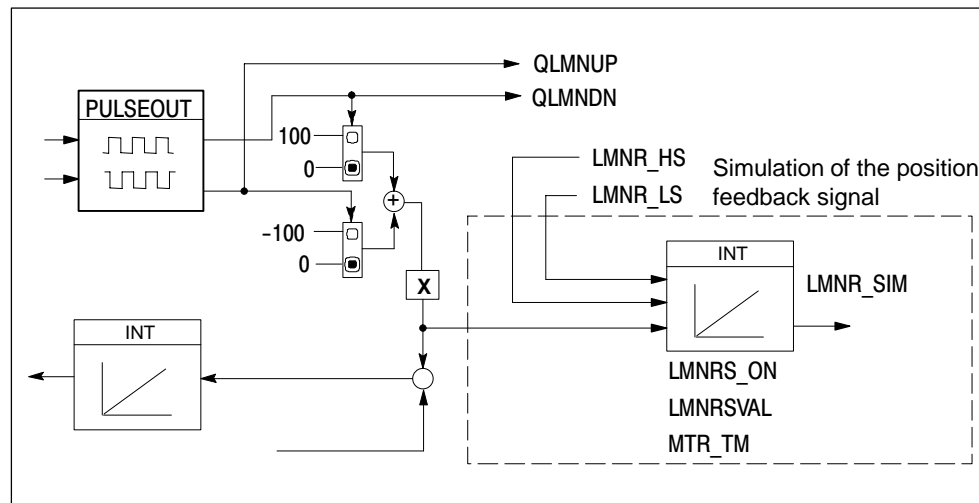 QLMNUP
QLMNDN
PULSEOUT
100
0
-100
0
+
X
LMNR_HS
LMNR_LS
Simulation of the position
feedback signal
INT
LMNR_SIM
LMNRS_ON
LMNRSVAL
MTR_TM
INT